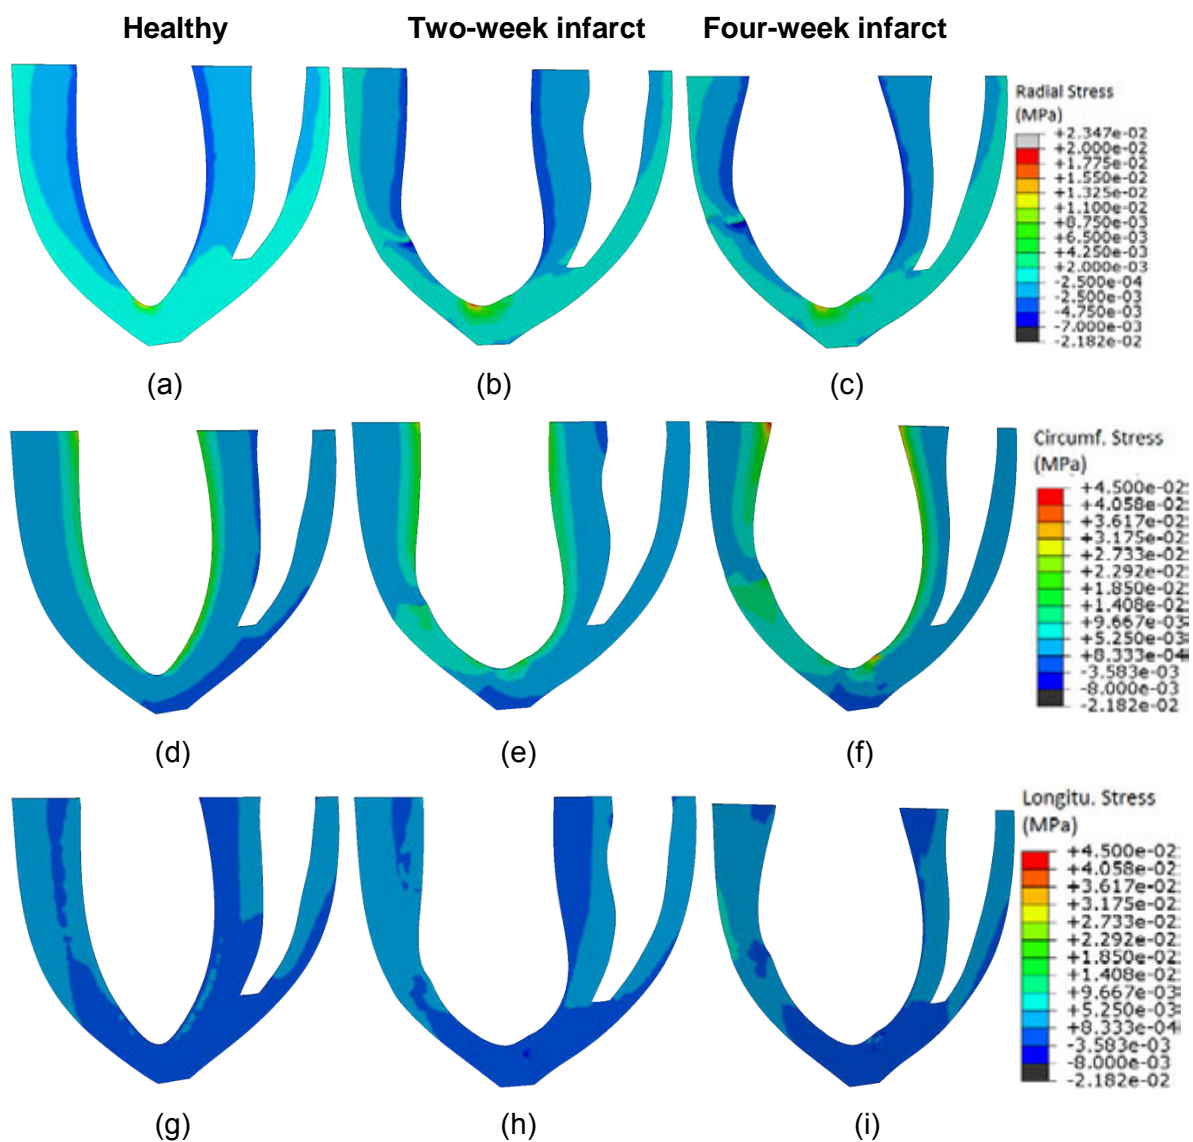 Healthy
Two-week infarct
Four-week infarct
Radial Stress
(MPa)
+2.347e-02
+2.000e-02
+1.775e-02
+1.550e-02
+1.325e-02
+1.100e-02
+8.750e-03
+6.500e-03
+4.250e-03
+2.000e-03
-2.500e-04
-2.500e-03
-4.750e-03
-7.000e-03
-2.182e-02
(a)
(b)
(c)
Circumf. Stress
(MPa)
+4.500e-02
+4.058e-02
+3.617e-02
+3.175e-02
+2.733e-02
+2.292e-02
+1.850e-02
+1.408e-02
+9.667e-03
+5.250e-03
+8.333e-04
-3.583e-03
-8.000e-03
-2.182e-02
(d)
(e)
(f)
Longitu. Stress
(MPa)
+4.500e-02
+4.058e-02
+3.617e-02
+3.175e-02
+2.733e-02
+2.292e-02
+1.850e-02
+1.408e-02
+9.667e-03
+5.250e-03
+8.333e-04
-3.583e-03
-8.000e-03
-2.182e-02
(g)
(h)
(i)